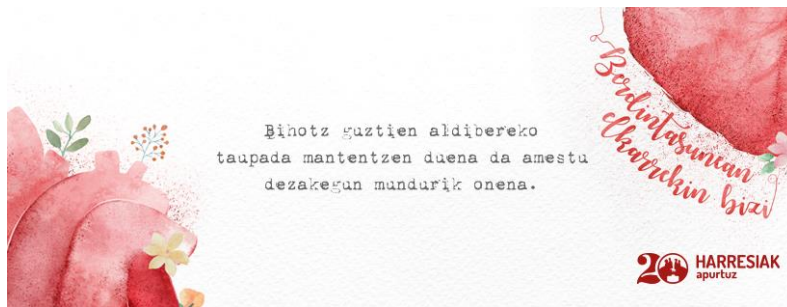 Bihotz guztien aldibereko
taupada mantentzen duena da amestu
dezakegun mundurik onena.
Berdintasunean
elkarrekin bizi
20 HARRESIAK
apurtuz